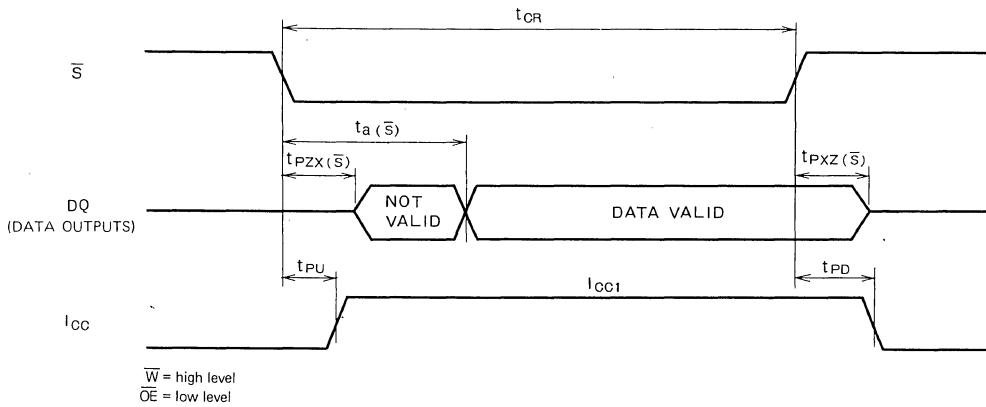 tCR
S̅
ta(S̅)
tPZX(S̅)
tPXZ(S̅)
DQ
(DATA OUTPUTS)
NOT
VALID
DATA VALID
tPU
tPD
ICC1
ICC
W̅ = high level
O̅E̅ = low level